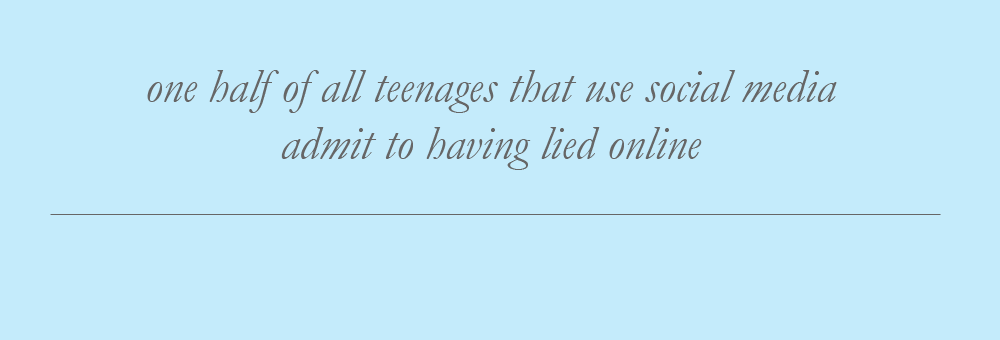 one half of all teenages that use social media
admit to having lied online